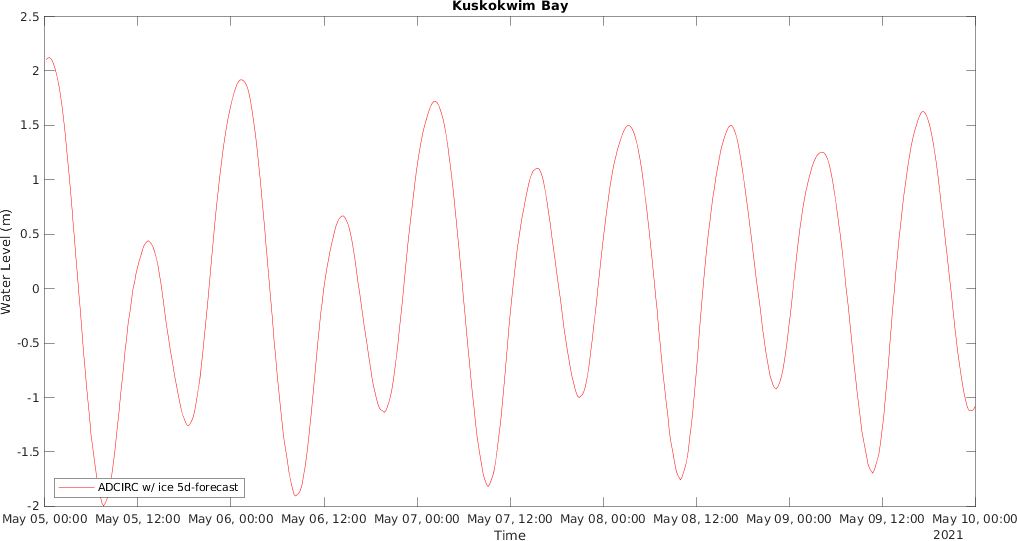 Kuskokwim Bay
2.5
2
1.5
1
0.5
0
-0.5
-1
-1.5
-2
Water Level (m)
ADCIRC w/ ice 5d-forecast
May 05, 00:00 May 05, 12:00 May 06, 00:00 May 06, 12:00 May 07, 00:00 May 07, 12:00 May 08, 00:00 May 08, 12:00 May 09, 00:00 May 09, 12:00 May 10, 00:00
Time
2021